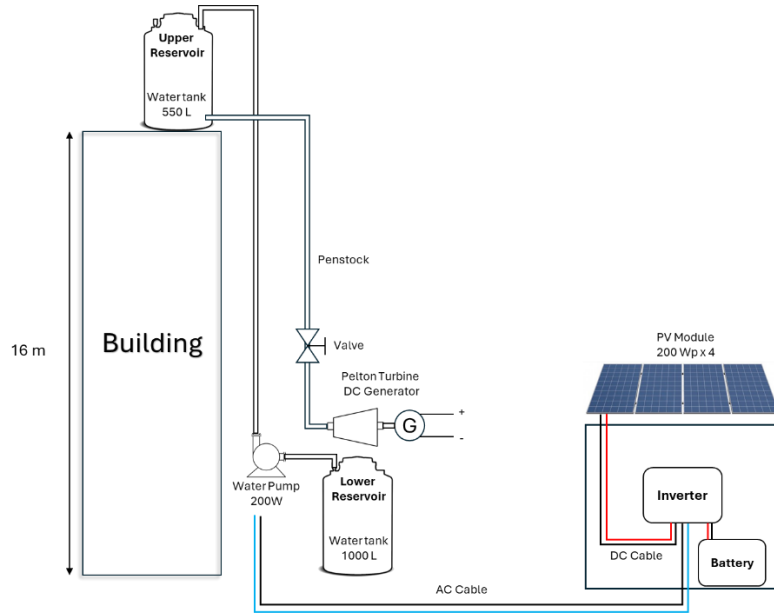 Upper
Reservoir
Water tank
550 L
Penstock
16 m
Building
Valve
PV Module
200 Wp x 4
Pelton Turbine
DC Generator
G
+
-
Water Pump
200W
Lower
Reservoir
Water tank
1000 L
Inverter
DC Cable
Battery
AC Cable